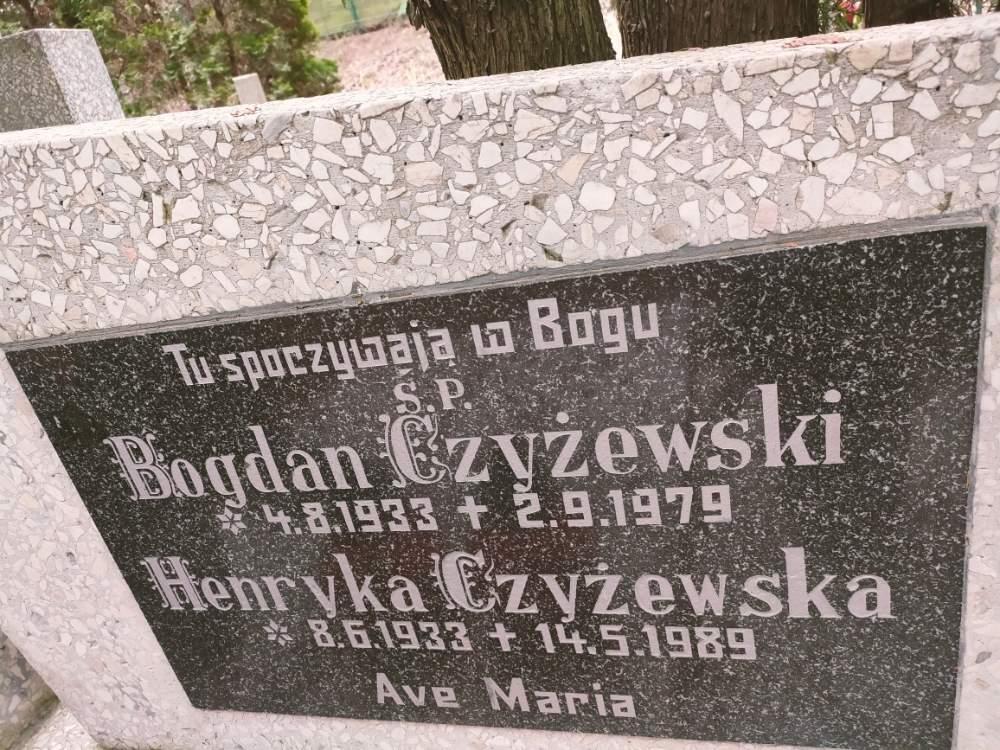 Tu spoczywają w Bogu
Ś.P.
Bogdan Czyżewski
* 4.8.1933 ✝ 2.9.1979
Henryka Czyżewska
* 8.6.1933 ✝ 14.5.1989
Ave Maria